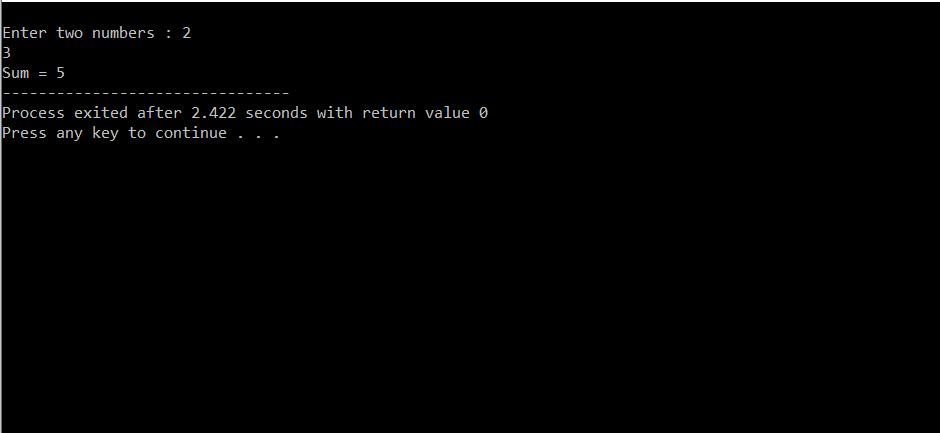 Enter two numbers : 2
3
Sum = 5
--------------------------------
Process exited after 2.422 seconds with return value 0
Press any key to continue . . .